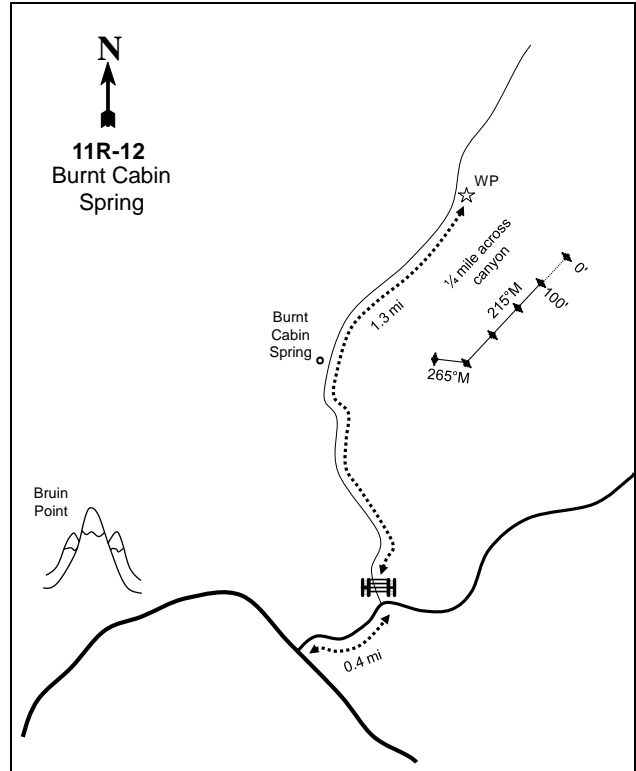 N
11R-12
Burnt Cabin
Spring
WP
¼ mile across
canyon
0'
100'
215°M
265°M
1.3 mi
Burnt
Cabin
Spring
Bruin
Point
0.4 mi